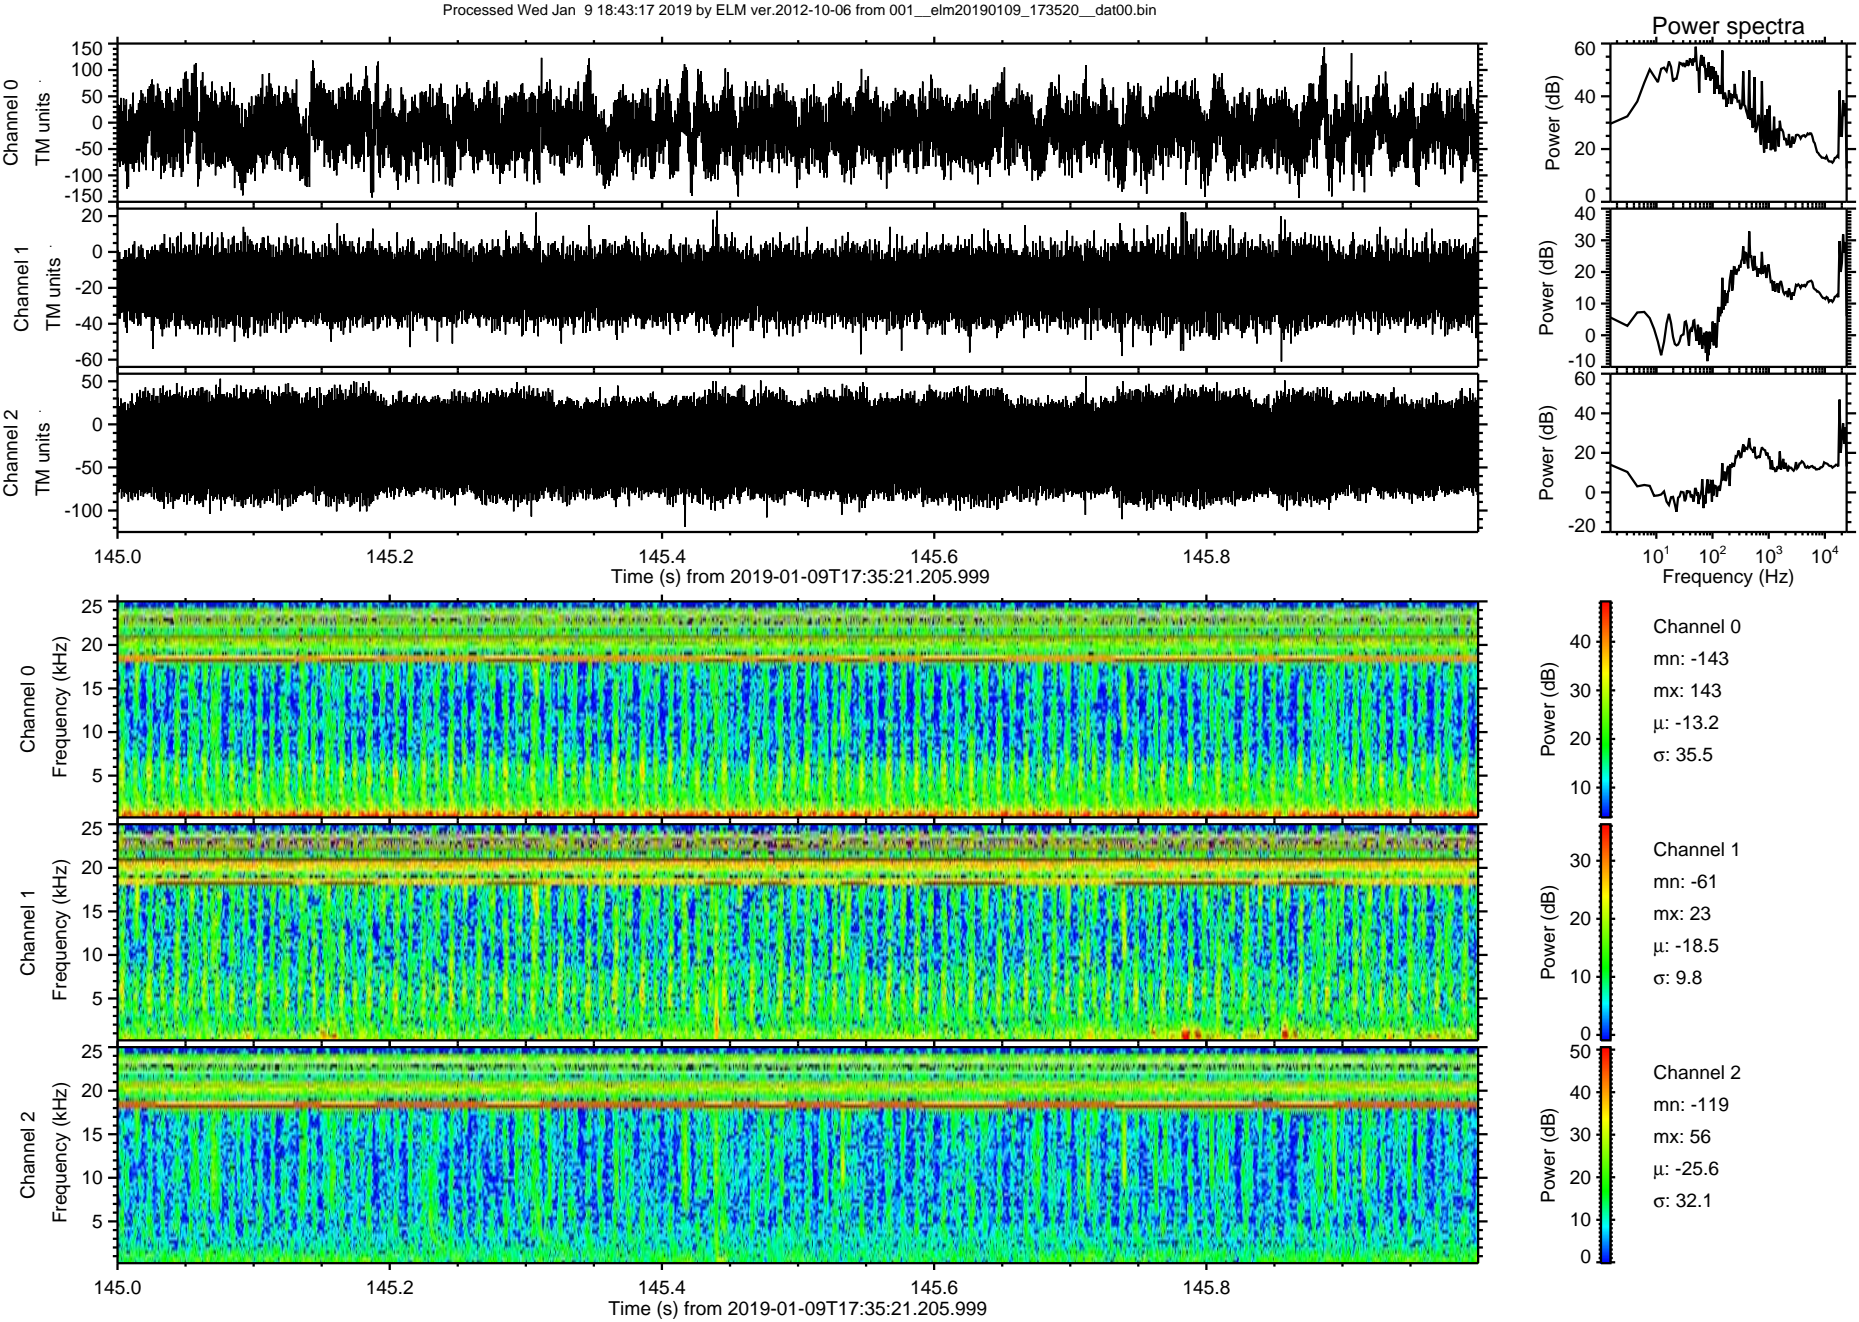 Processed Wed Jan  9 18:43:17 2019 by ELM ver.2012-10-06 from 001__elm20190109_173520__dat00.bin
Power spectra
Channel 0
TM units
150
100
50
0
-50
-100
-150
Power (dB)
60
40
20
0
Channel 1
TM units
20
0
-20
-40
-60
Power (dB)
40
30
20
10
0
-10
Channel 2
TM units
50
0
-50
-100
Power (dB)
60
40
20
0
-20
145.0 145.2 145.4 145.6 145.8
Time (s) from 2019-01-09T17:35:21.205.999
10¹ 10² 10³ 10⁴
Frequency (Hz)
Channel 0
Frequency (kHz)
25
20
15
10
5
Power (dB)
40
30
20
10
Channel 0
mn: -143
mx: 143
μ: -13.2
σ: 35.5
Channel 1
Frequency (kHz)
25
20
15
10
5
Power (dB)
30
20
10
0
Channel 1
mn: -61
mx: 23
μ: -18.5
σ: 9.8
Channel 2
Frequency (kHz)
25
20
15
10
5
Power (dB)
50
40
30
20
10
0
Channel 2
mn: -119
mx: 56
μ: -25.6
σ: 32.1
145.0 145.2 145.4 145.6 145.8
Time (s) from 2019-01-09T17:35:21.205.999